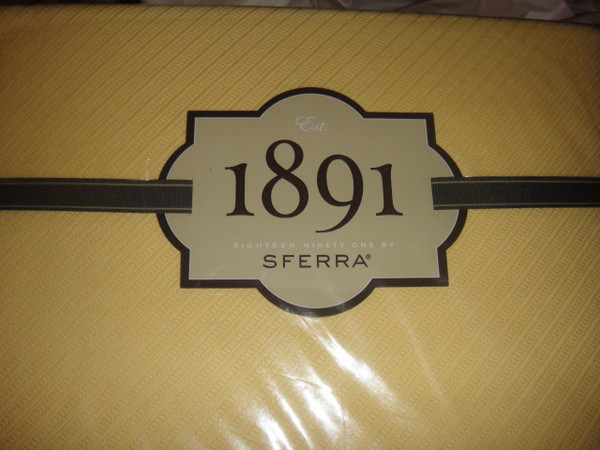 Est.
1891
EIGHTEEN NINETY ONE BY
SFERRA®